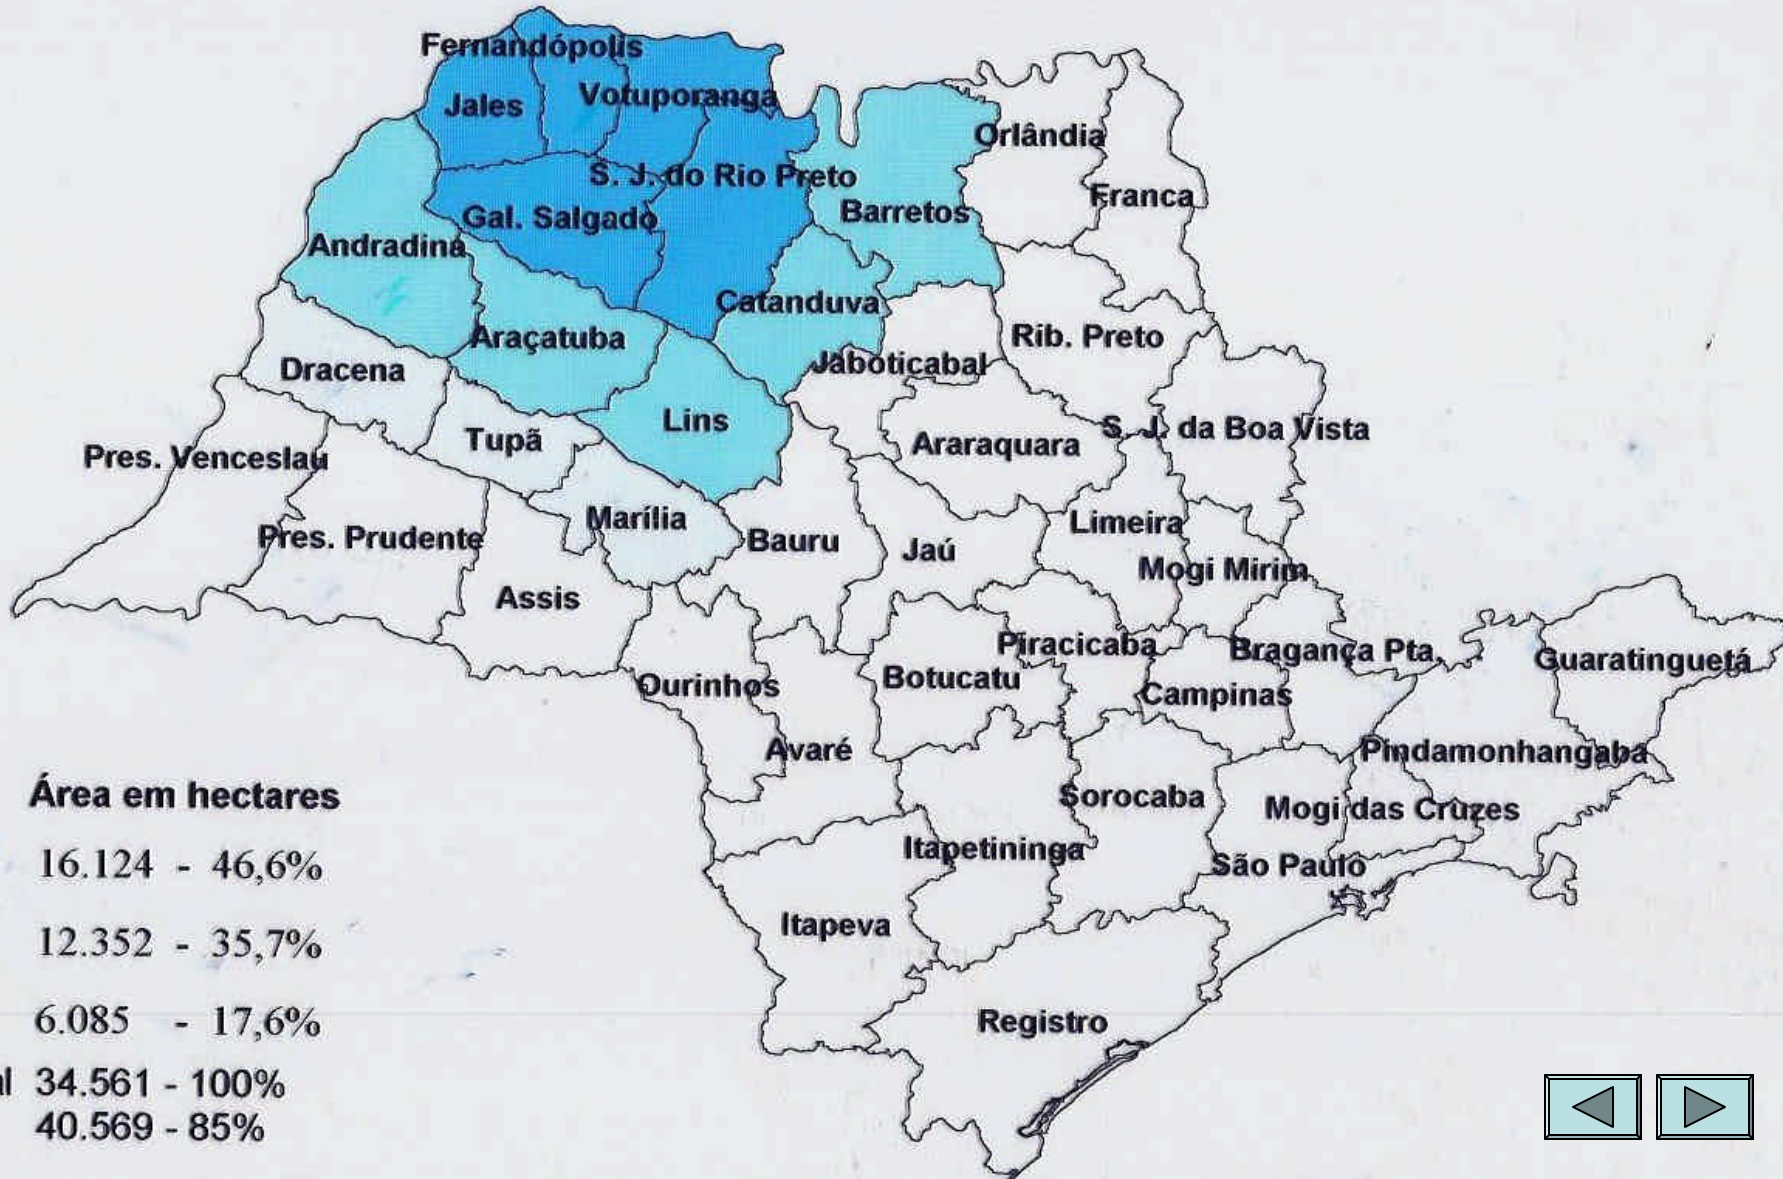 Fernandópolis
Jales
Votuporanga
Orlândia
S. J. do Rio Preto
Franca
Gal. Salgado
Barretos
Andradina
Catanduva
Araçatuba
Rib. Preto
Dracena
Jaboticabal
Lins
Tupã
Araraquara
S. J. da Boa Vista
Pres. Venceslau
Marília
Limeira
Pres. Prudente
Bauru
Jaú
Mogi Mirim
Assis
Piracicaba
Bragança Pta.
Guaratinguetá
Ourinhos
Botucatu
Campinas
Avaré
Pindamonhangaba
Sorocaba
Mogi das Cruzes
Itapetininga
São Paulo
Itapeva
Registro
Área em hectares
16.124 - 46,6%
12.352 - 35,7%
6.085 - 17,6%
34.561 - 100%
40.569 - 85%